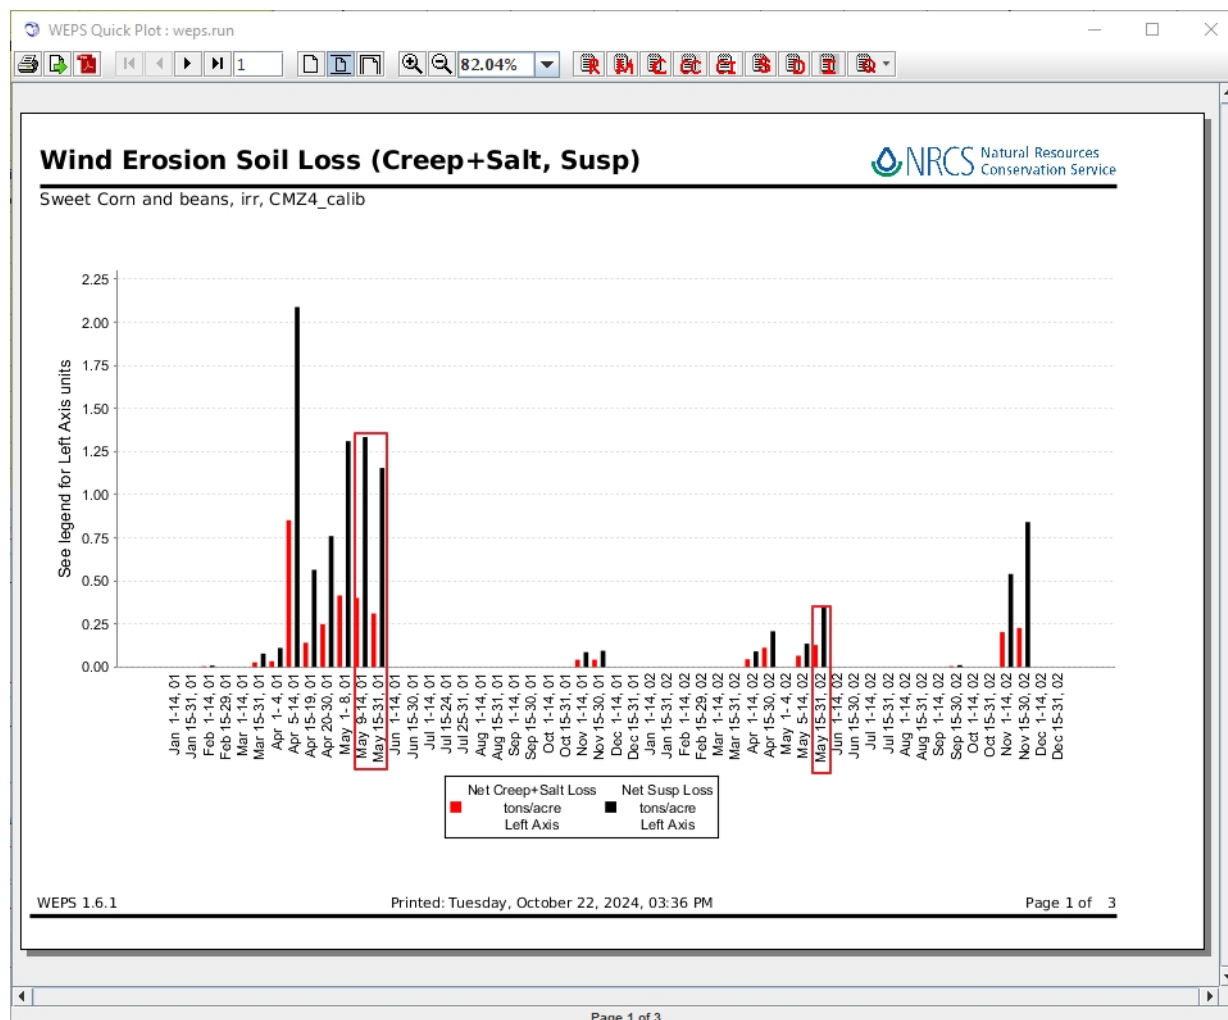 WEPS Quick Plot : weps.run
1
82.04%
R M C CC CI S D I Q
Wind Erosion Soil Loss (Creep+Salt, Susp)
NRCS Natural Resources
Conservation Service
Sweet Corn and beans, irr, CMZ4_calib
See legend for Left Axis units
2.25
2.00
1.75
1.50
1.25
1.00
0.75
0.50
0.25
0.00
Jan 1-14, 01
Jan 15-31, 01
Feb 1-14, 01
Feb 15-29, 01
Mar 1-14, 01
Mar 15-31, 01
Apr 1- 4, 01
Apr 5-14, 01
Apr 15-19, 01
Apr 20-30, 01
May 1- 8, 01
May 9-14, 01
May 15-31, 01
Jun 1-14, 01
Jun 15-30, 01
Jul 1-14, 01
Jul 15-24, 01
Jul 25-31, 01
Aug 1-14, 01
Aug 15-31, 01
Sep 1-14, 01
Sep 15-30, 01
Oct 1-14, 01
Oct 15-31, 01
Nov 1-14, 01
Nov 15-30, 01
Dec 1-14, 01
Dec 15-31, 01
Jan 1-14, 02
Jan 15-31, 02
Feb 1-14, 02
Feb 15-29, 02
Mar 1-14, 02
Mar 15-31, 02
Apr 1-14, 02
Apr 15-30, 02
May 1- 4, 02
May 5-14, 02
May 15-31, 02
Jun 1-14, 02
Jun 15-30, 02
Jul 1-14, 02
Jul 15-31, 02
Aug 1-14, 02
Aug 15-31, 02
Sep 1-14, 02
Sep 15-30, 02
Oct 1-14, 02
Oct 15-31, 02
Nov 1-14, 02
Nov 15-30, 02
Dec 1-14, 02
Dec 15-31, 02
Net Creep+Salt Loss
tons/acre
Left Axis
Net Susp Loss
tons/acre
Left Axis
WEPS 1.6.1
Printed: Tuesday, October 22, 2024, 03:36 PM
Page 1 of 3
Page 1 of 3